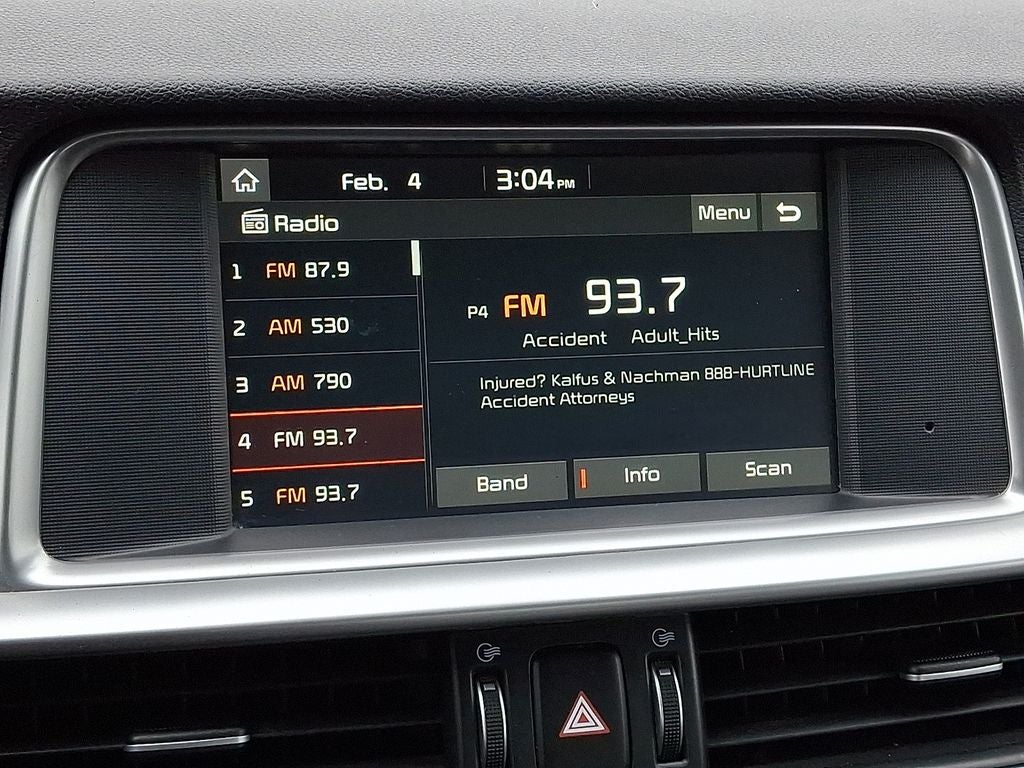 Feb. 4 3:04 PM
Radio
Menu
1 FM 87.9
2 AM 530
3 AM 790
4 FM 93.7
5 FM 93.7
P4 FM 93.7
Accident Adult_Hits
Injured? Kalfus & Nachman 888-HURTLINE
Accident Attorneys
Band Info Scan